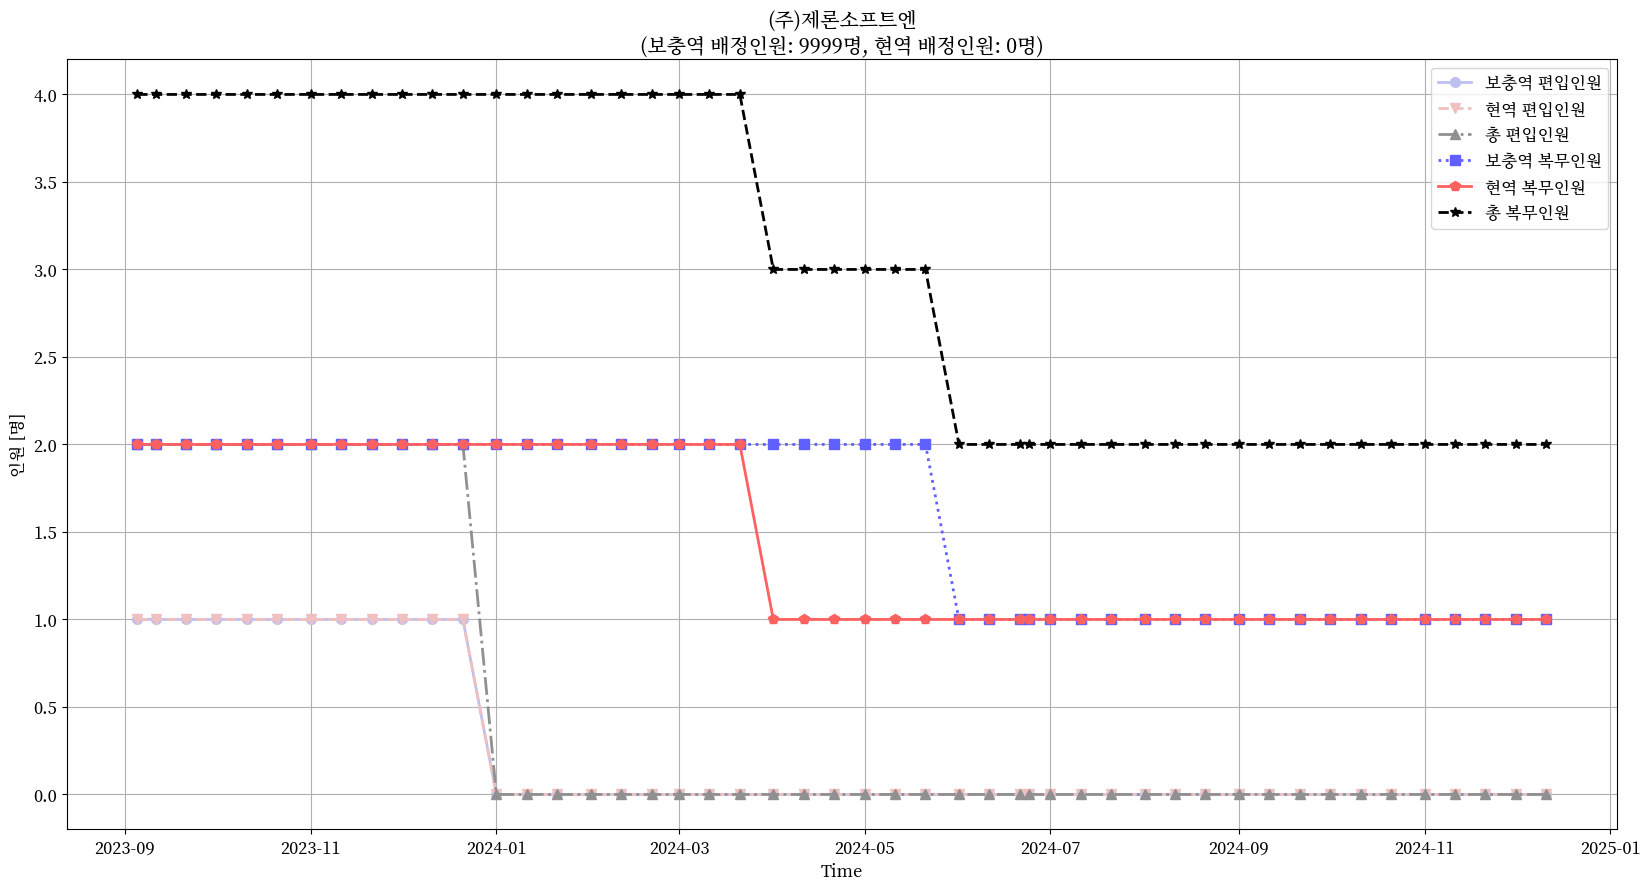 (주)제론소프트엔
(보충역 배정인원: 9999명, 현역 배정인원: 0명)
보충역 편입인원
현역 편입인원
총 편입인원
보충역 복무인원
현역 복무인원
총 복무인원
인원 [명]
4.0
3.5
3.0
2.5
2.0
1.5
1.0
0.5
0.0
2023-09
2023-11
2024-01
2024-03
2024-05
2024-07
2024-09
2024-11
2025-01
Time